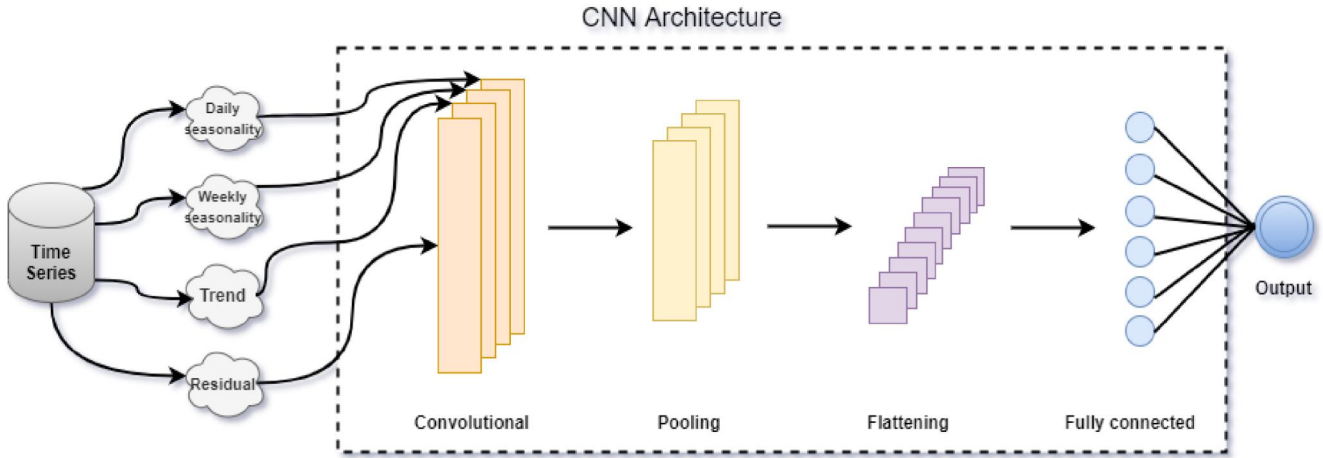 CNN Architecture
Daily
seasonality
Weekly
seasonality
Time
Series
Trend
Residual
Output
Convolutional
Pooling
Flattening
Fully connected